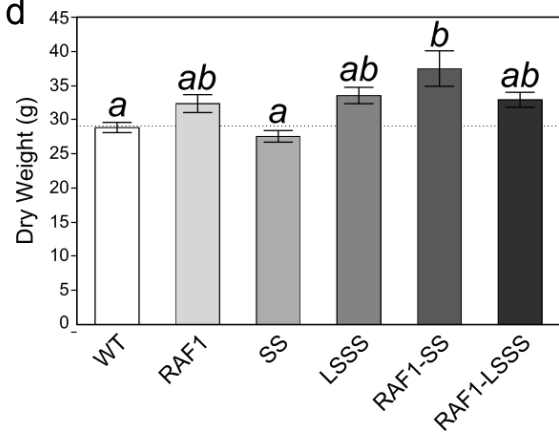 d
Dry Weight (g)
45
40
35
30
25
20
15
10
5
0
a
ab
a
ab
b
ab
WT
RAF1
SS
LSSS
RAF1-SS
RAF1-LSSS